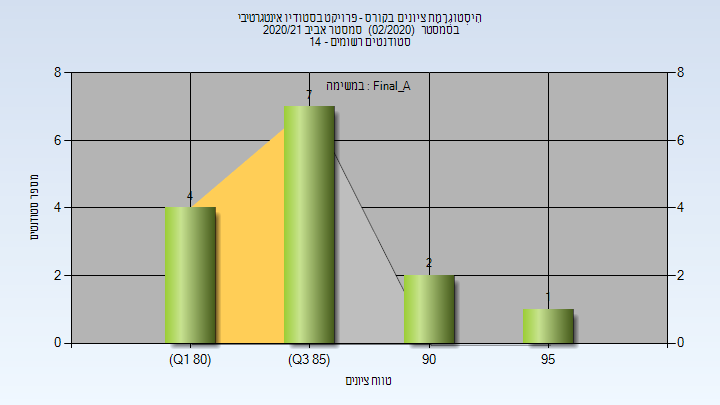 היסטוגרמת ציונים בקורס - פרויקט בסטודיו אינטגרטיבי
בסמסטר (02/2020) סמסטר אביב 2020/21
סטודנטים רשומים - 14
במשימה : Final_A
מספר סטודנטים
8
6
4
2
0
8
6
4
2
0
4
7
2
1
(Q1 80)
(Q3 85)
90
95
טווח ציונים